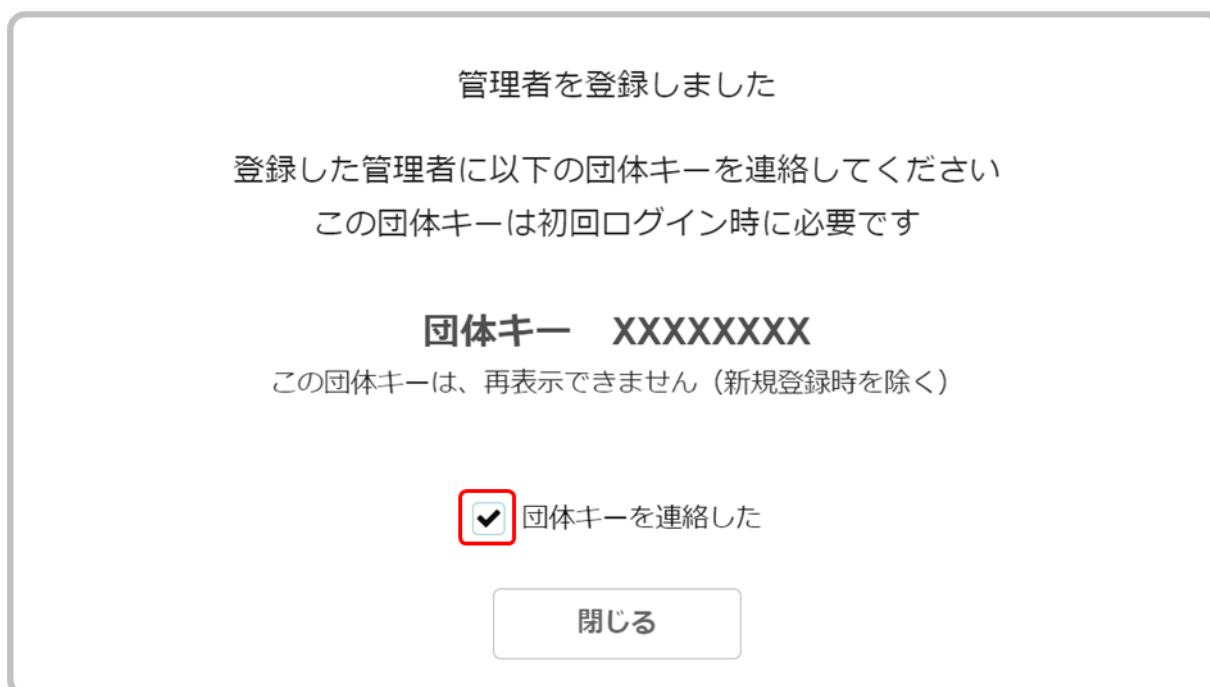 管理者を登録しました
登録した管理者に以下の団体キーを連絡してください
この団体キーは初回ログイン時に必要です
団体キー　XXXXXXXX
この団体キーは、再表示できません（新規登録時を除く）
団体キーを連絡した
閉じる